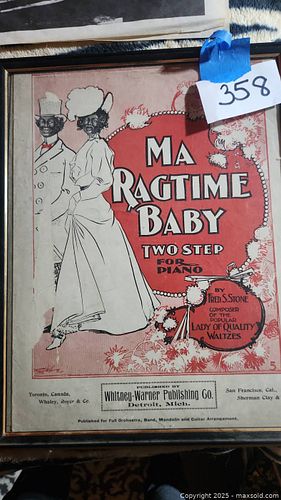 358
MA
RAGTIME
BABY
TWO STEP
FOR
PIANO
BY
FRED S. STONE
COMPOSER
OF THE
POPULAR
LADY OF QUALITY
WALTZES
5
PUBLISHED BY
Whitney-Warner Publishing Co.
Detroit, Mich.
Toronto, Canada,
Whaley, Royce & Co.
San Francisco, Cal.,
Sherman Clay &
Published for Full Orchestra, Band, Mandolin and Guitar Arrangement.
Copyright © 2025 - maxsold.com